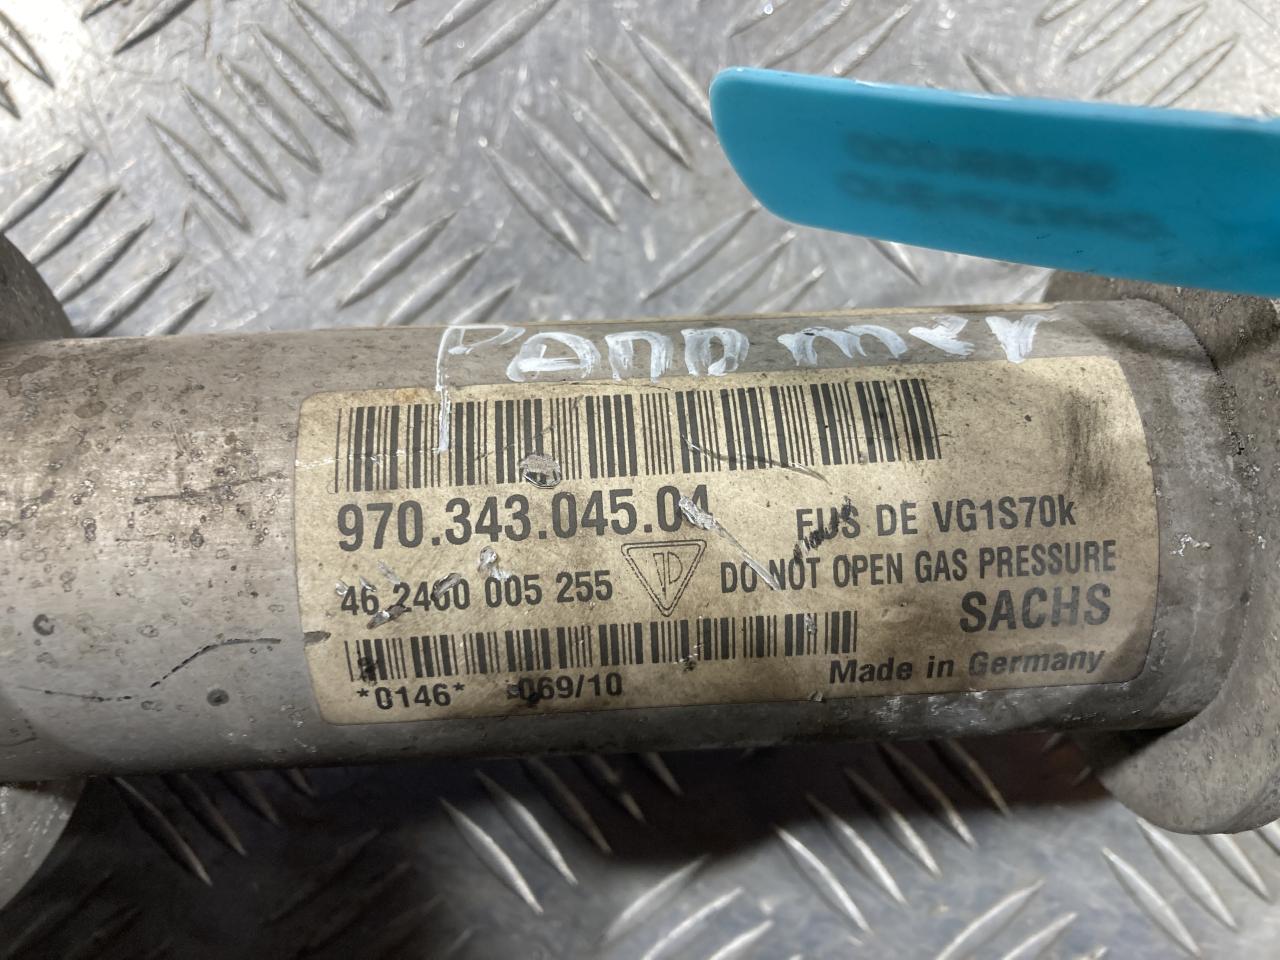 970.343.045.04
FUS DE VG1S70k
46 2400 005 255
DO NOT OPEN GAS PRESSURE
SACHS
*0146* 069/10
Made in Germany